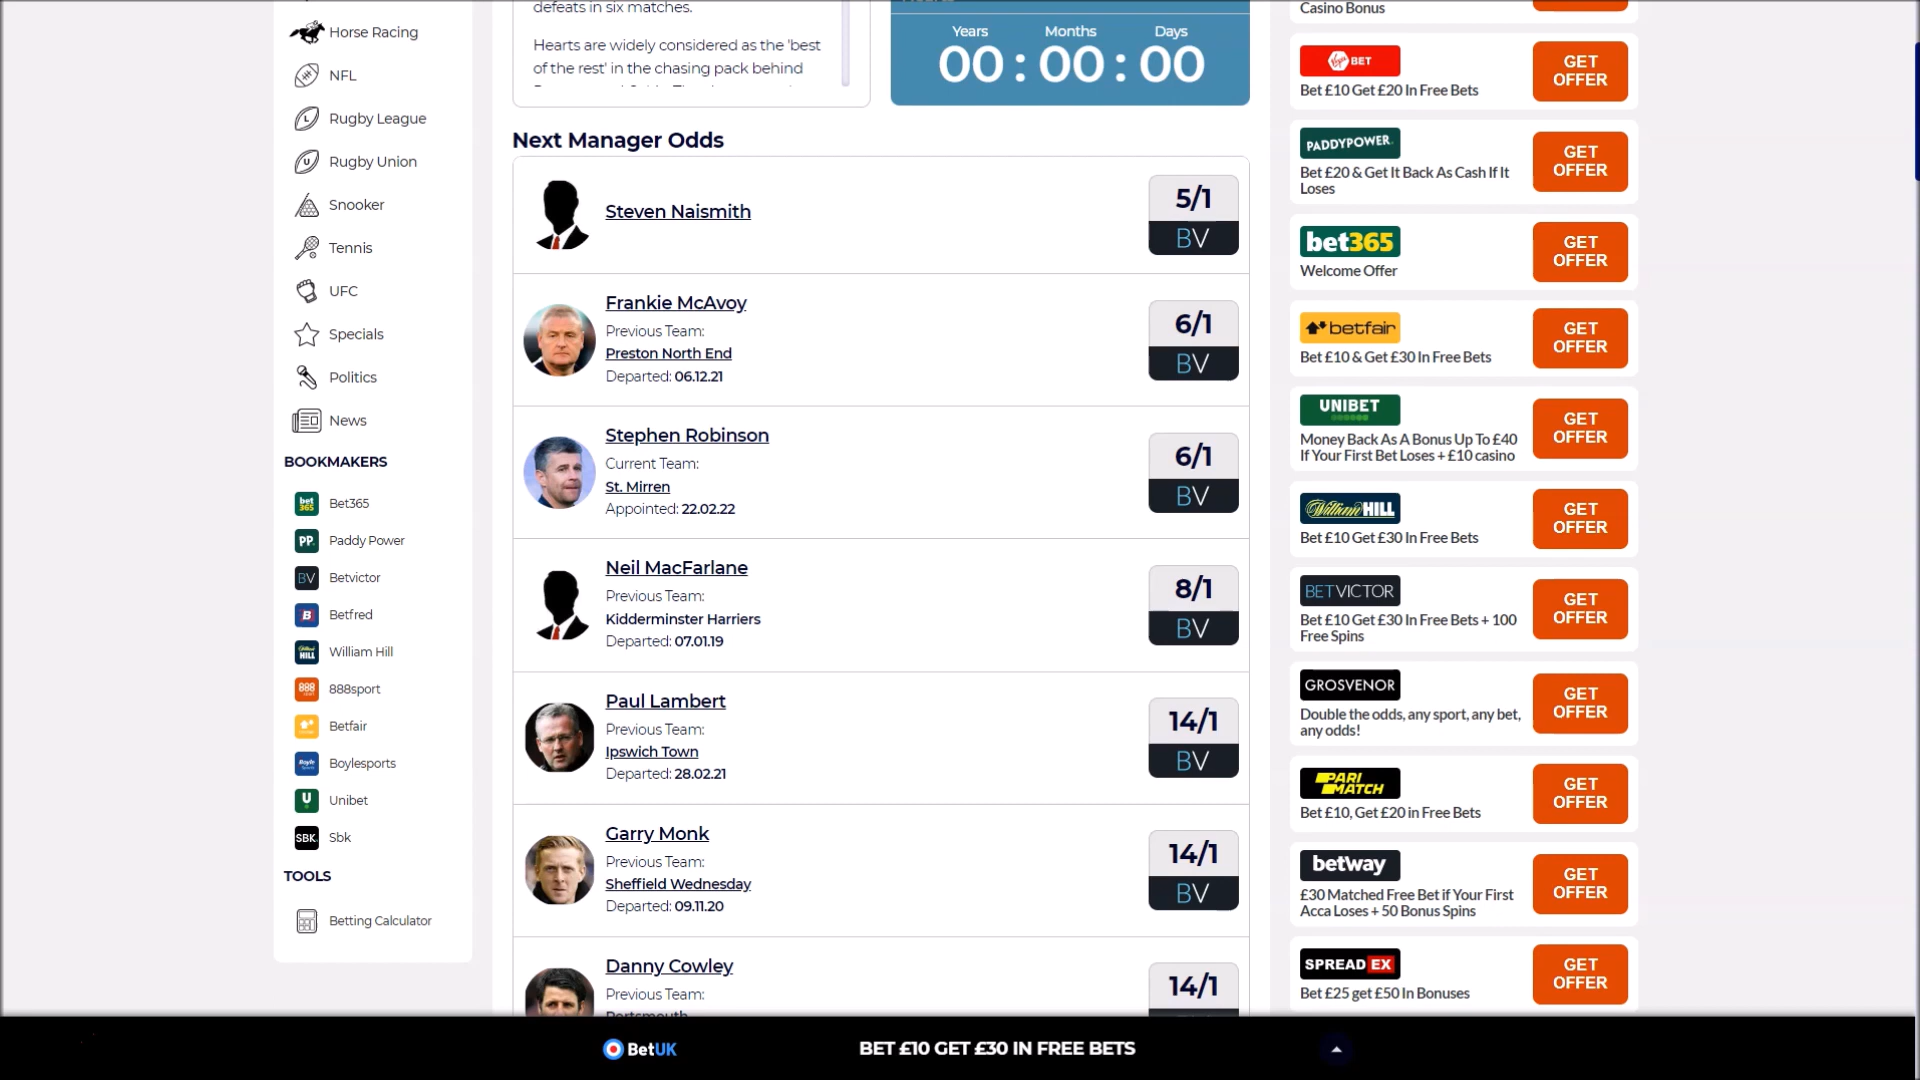 Horse Racing
NFL
Rugby League
Rugby Union
Snooker
Tennis
UFC
Specials
Politics
News
BOOKMAKERS
bet
365
Bet365
PP.
Paddy Power
BV
Betvictor
B
Betfred
William
HILL
William Hill
888
888sport
Betfair
Boyle
Boylesports
U
Unibet
SBK
Sbk
TOOLS
Betting Calculator
defeats in six matches.
Hearts are widely considered as the 'best
of the rest' in the chasing pack behind
Years Months Days
00 : 00 : 00
Next Manager Odds
Steven Naismith
5/1
BV
Frankie McAvoy
Previous Team:
Preston North End
Departed: 06.12.21
6/1
BV
Stephen Robinson
Current Team:
St. Mirren
Appointed: 22.02.22
6/1
BV
Neil MacFarlane
Previous Team:
Kidderminster Harriers
Departed: 07.01.19
8/1
BV
Paul Lambert
Previous Team:
Ipswich Town
Departed: 28.02.21
14/1
BV
Garry Monk
Previous Team:
Sheffield Wednesday
Departed: 09.11.20
14/1
BV
Danny Cowley
Previous Team:
Portsmouth
14/1
Casino Bonus
Virgin BET
Bet £10 Get £20 In Free Bets
GET
OFFER
PADDYPOWER.
Bet £20 & Get It Back As Cash If It
Loses
GET
OFFER
bet365
Welcome Offer
GET
OFFER
betfair
Bet £10 & Get £30 In Free Bets
GET
OFFER
UNIBET
Money Back As A Bonus Up To £40
If Your First Bet Loses + £10 casino
GET
OFFER
William HILL
Bet £10 Get £30 In Free Bets
GET
OFFER
BETVICTOR
Bet £10 Get £30 In Free Bets + 100
Free Spins
GET
OFFER
GROSVENOR
Double the odds, any sport, any bet,
any odds!
GET
OFFER
PARI
MATCH
Bet £10, Get £20 in Free Bets
GET
OFFER
betway
£30 Matched Free Bet if Your First
Acca Loses + 50 Bonus Spins
GET
OFFER
SPREADEX
Bet £25 get £50 In Bonuses
GET
OFFER
BetUK
BET £10 GET £30 IN FREE BETS